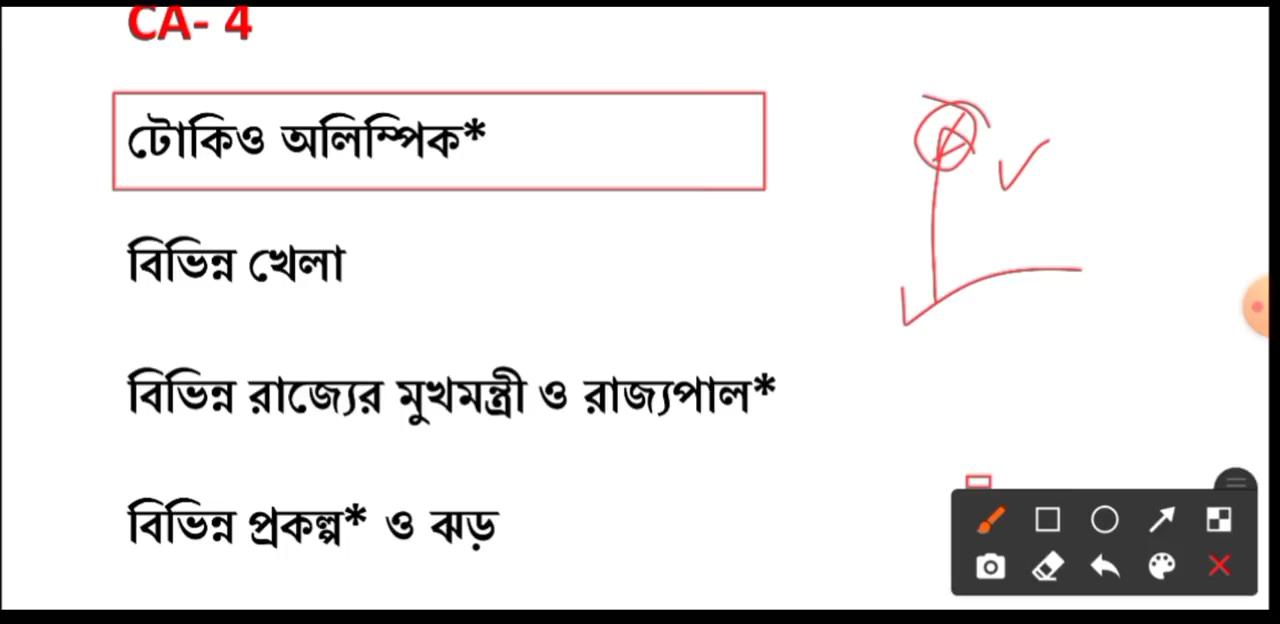 CA- 4
টোকিও অলিম্পিক*
বিভিন্ন খেলা
বিভিন্ন রাজ্যের মুখমন্ত্রী ও রাজ্যপাল*
বিভিন্ন প্রকল্প* ও ঝড়